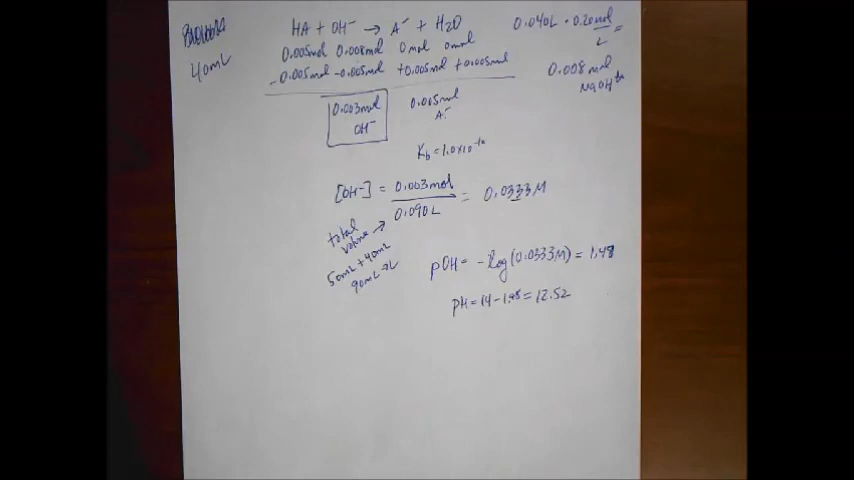 40mL
HA + OH⁻ → A⁻ + H₂O
0.005mol 0.008mol 0mol 0mol
-0.005mol -0.005mol +0.005mol +0.005mol
0.003mol
OH⁻
0.005mol
A⁻
0.040L · 0.20mol/L =
0.008mol
NaOH
Kb = 1.0x10⁻¹⁰
[OH⁻] = 0.003mol / 0.090L = 0.0333M
total
volume →
50mL + 40mL
90mL → L
pOH = -log(0.0333M) = 1.48
pH = 14 - 1.48 = 12.52